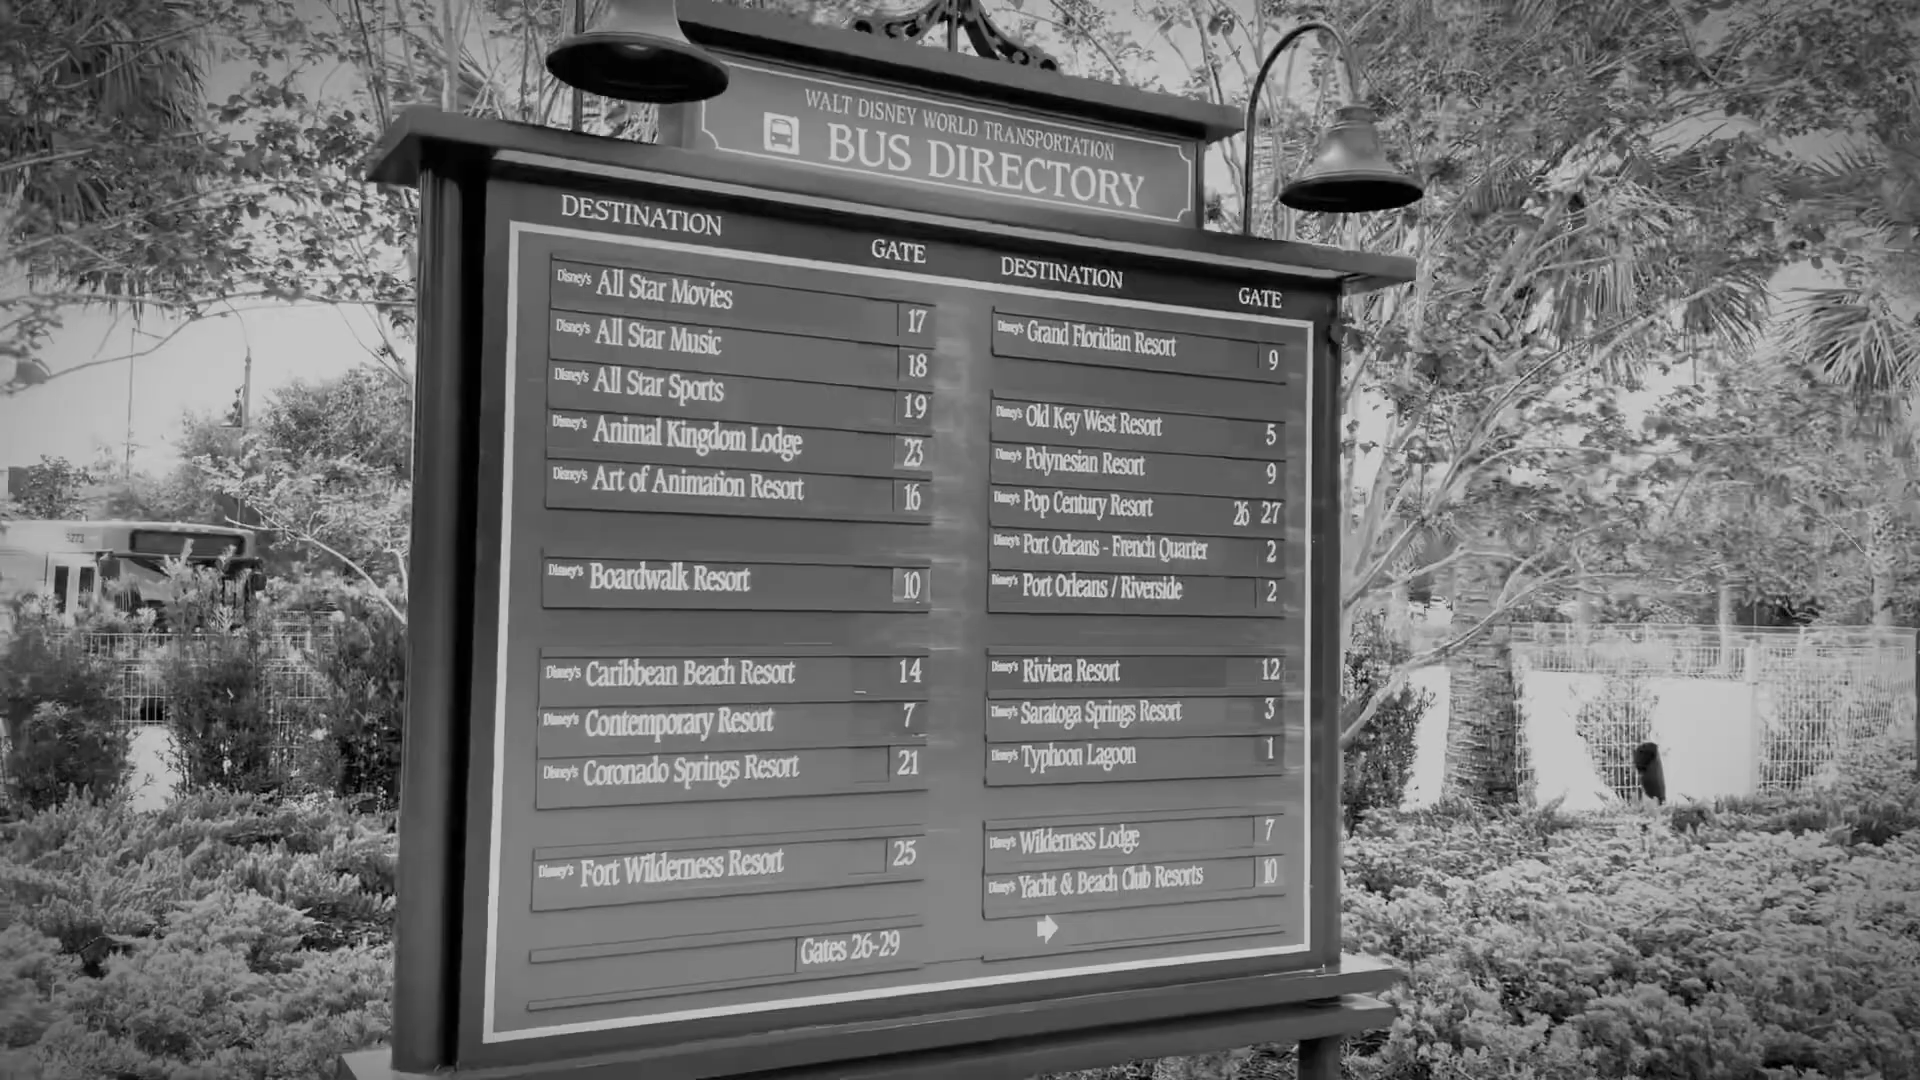 WALT DISNEY WORLD TRANSPORTATION
BUS DIRECTORY
DESTINATION GATE
Disney's All Star Movies 17
Disney's All Star Music 18
Disney's All Star Sports 19
Disney's Animal Kingdom Lodge 23
Disney's Art of Animation Resort 16
Disney's Boardwalk Resort 10
Disney's Caribbean Beach Resort 14
Disney's Contemporary Resort 7
Disney's Coronado Springs Resort 21
Disney's Fort Wilderness Resort 25
Gates 26-29
DESTINATION GATE
Disney's Grand Floridian Resort 9
Disney's Old Key West Resort 5
Disney's Polynesian Resort 9
Disney's Pop Century Resort 26 27
Disney's Port Orleans - French Quarter 2
Disney's Port Orleans / Riverside 2
Disney's Riviera Resort 12
Disney's Saratoga Springs Resort 3
Disney's Typhoon Lagoon 1
Disney's Wilderness Lodge 7
Disney's Yacht & Beach Club Resorts 10